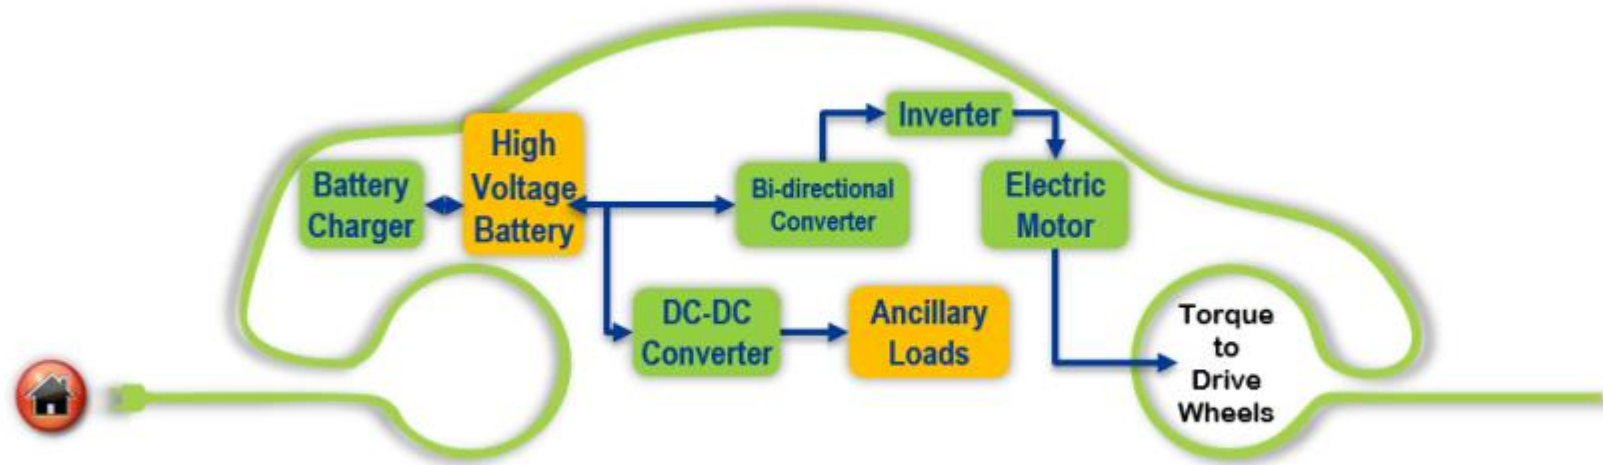 Battery
Charger
High
Voltage
Battery
Bi-directional
Converter
Inverter
Electric
Motor
DC-DC
Converter
Ancillary
Loads
Torque
to
Drive
Wheels